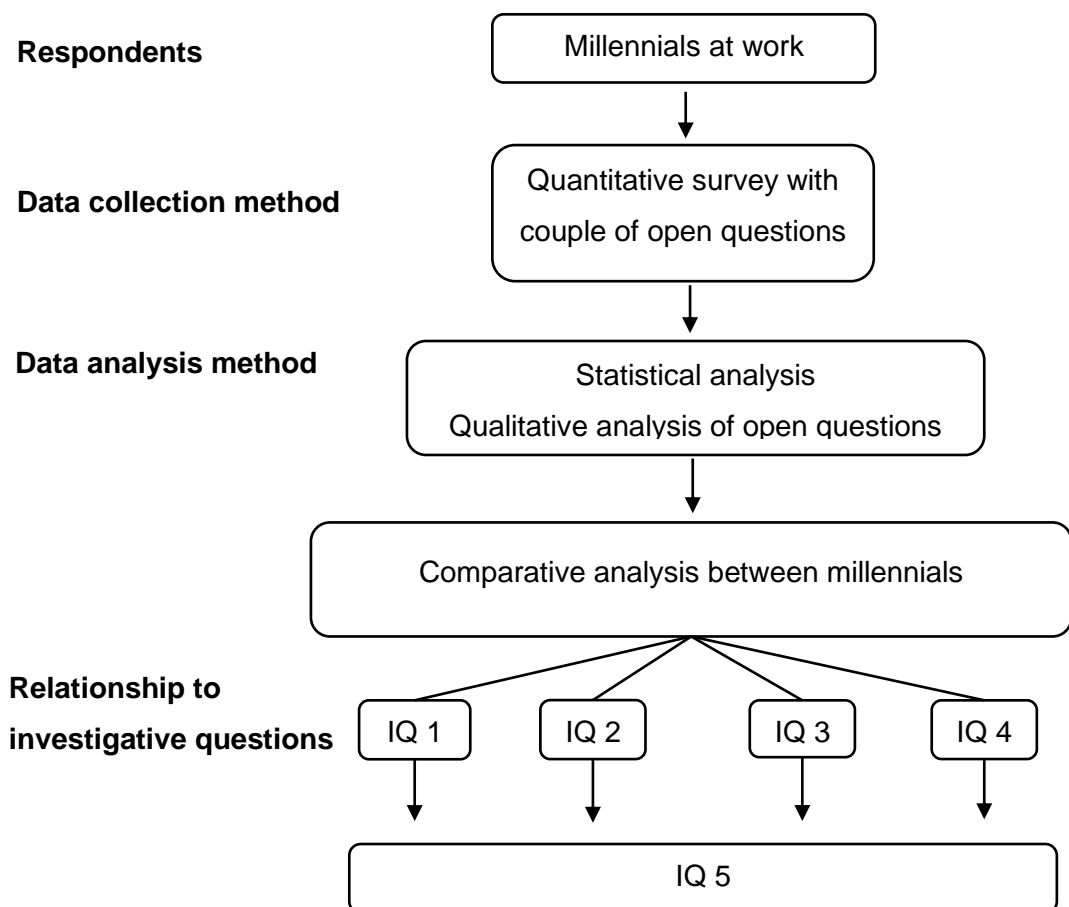 Respondents
Millennials at work
Data collection method
Quantitative survey with
couple of open questions
Data analysis method
Statistical analysis
Qualitative analysis of open questions
Comparative analysis between millennials
Relationship to
investigative questions
IQ 1
IQ 2
IQ 3
IQ 4
IQ 5